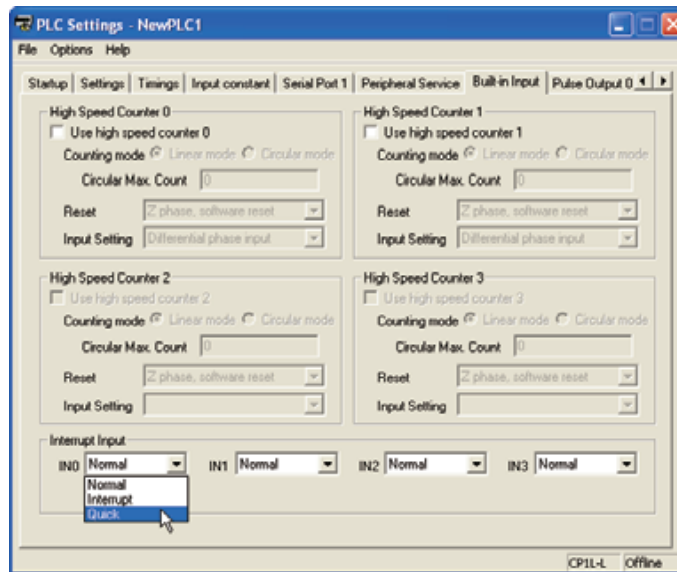 PLC Settings - NewPLC1
File Options Help
Startup Settings Timings Input constant Serial Port 1 Peripheral Service Built-in Input Pulse Output 0
High Speed Counter 0
Use high speed counter 0
Counting mode Linear mode Circular mode
Circular Max. Count 0
Reset Z phase, software reset
Input Setting Differential phase input
High Speed Counter 1
Use high speed counter 1
Counting mode Linear mode Circular mode
Circular Max. Count 0
Reset Z phase, software reset
Input Setting Differential phase input
High Speed Counter 2
Use high speed counter 2
Counting mode Linear mode Circular mode
Circular Max. Count 0
Reset Z phase, software reset
Input Setting
High Speed Counter 3
Use high speed counter 3
Counting mode Linear mode Circular mode
Circular Max. Count 0
Reset Z phase, software reset
Input Setting
Interrupt Input
IN0 Normal IN1 Normal IN2 Normal IN3 Normal
Normal
Interrupt
Quick
CP1L-L Offline